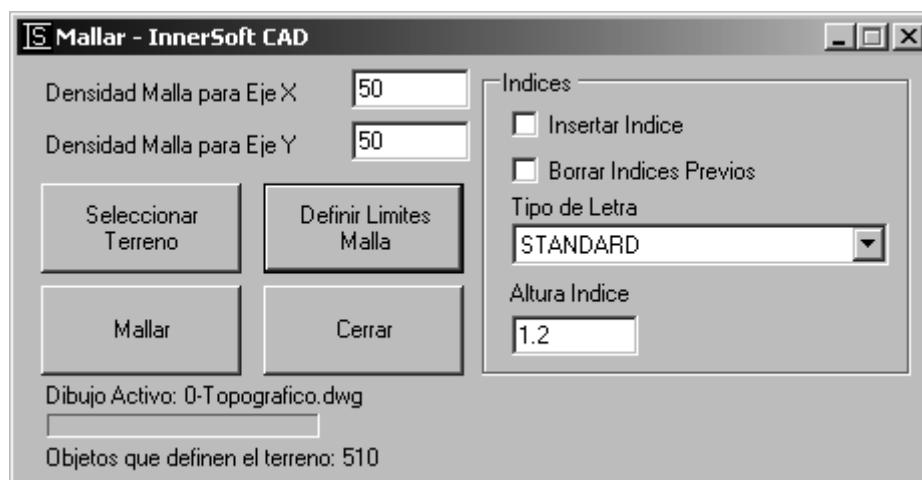 IS Mallar - InnerSoft CAD
Densidad Malla para Eje X
50
Densidad Malla para Eje Y
50
Seleccionar
Terreno
Definir Limites
Malla
Mallar
Cerrar
Dibujo Activo: 0-Topografico.dwg
Objetos que definen el terreno: 510
Indices
Insertar Indice
Borrar Indices Previos
Tipo de Letra
STANDARD
Altura Indice
1.2